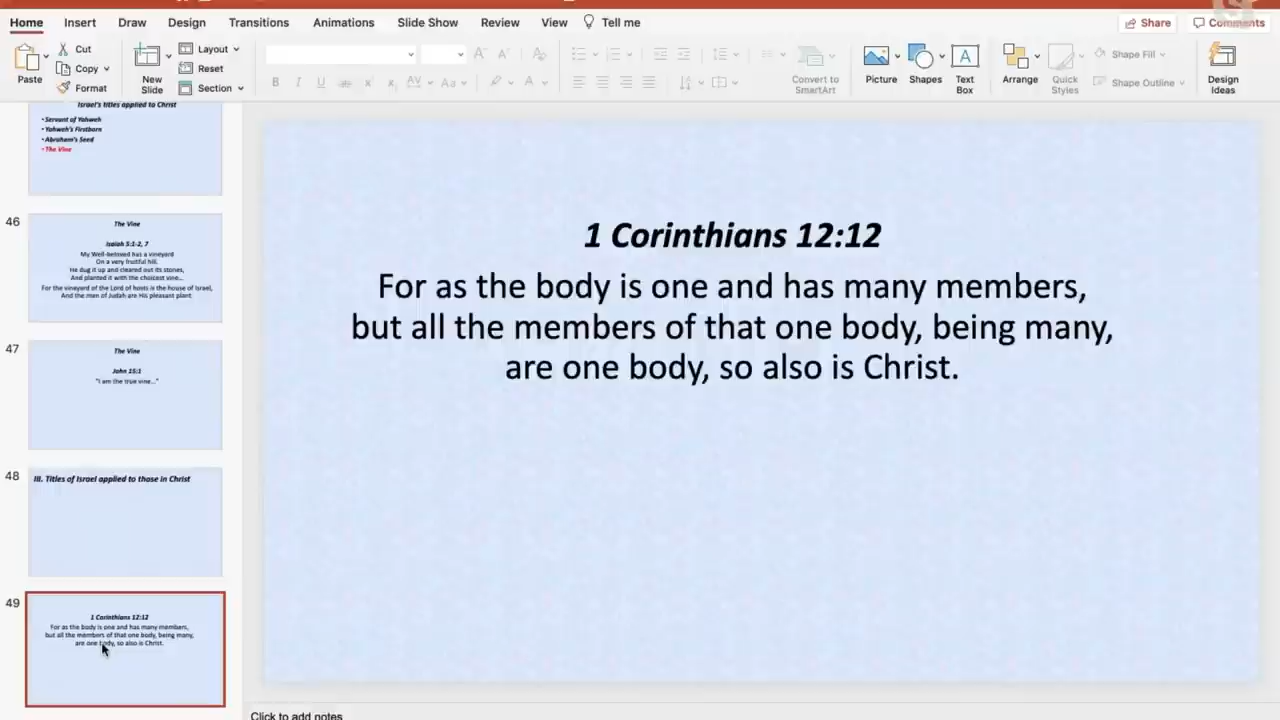 Home Insert Draw Design Transitions Animations Slide Show Review View Tell me Share Comments
Paste
Cut
Copy
Format
New
Slide
Layout
Reset
Section
B I U ab X X AV Aa A
Convert to
SmartArt
Picture
Shapes
Text
Box
Arrange
Quick
Styles
Shape Fill
Shape Outline
Design
Ideas
Israel's titles applied to Christ
• Servant of Yahweh
• Yahweh's Firstborn
• Abraham's Seed
• The Vine
46
The Vine
Isaiah 5:1-2, 7
My Well-beloved has a vineyard
On a very fruitful hill.
He dug it up and cleared out its stones,
And planted it with the choicest vine...
For the vineyard of the Lord of hosts is the house of Israel,
And the men of Judah are His pleasant plant
47
The Vine
John 15:1
"I am the true vine..."
48
III. Titles of Israel applied to those in Christ
49
1 Corinthians 12:12
For as the body is one and has many members,
but all the members of that one body, being many,
are one body, so also is Christ.
1 Corinthians 12:12
For as the body is one and has many members,
but all the members of that one body, being many,
are one body, so also is Christ.
Click to add notes